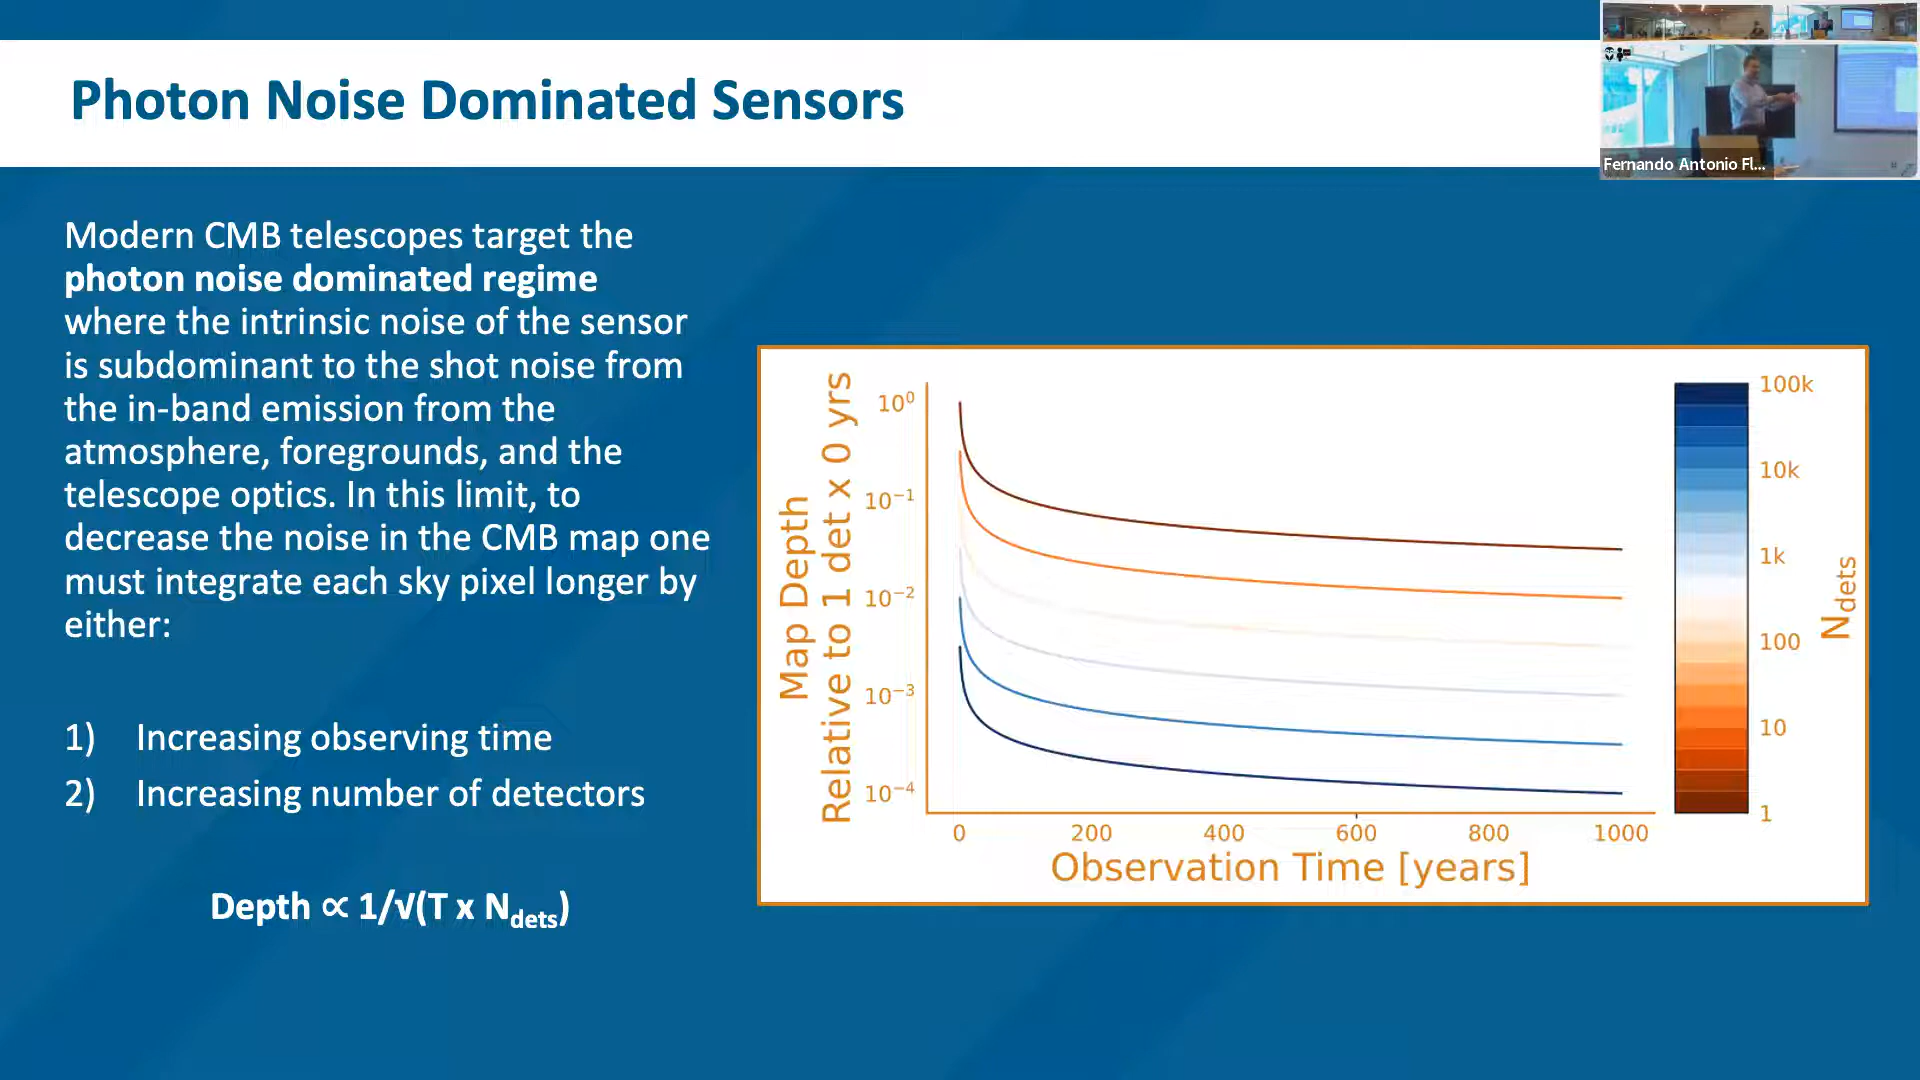 Photon Noise Dominated Sensors
Fernando Antonio Fl...
Modern CMB telescopes target the
photon noise dominated regime
where the intrinsic noise of the sensor
is subdominant to the shot noise from
the in-band emission from the
atmosphere, foregrounds, and the
telescope optics. In this limit, to
decrease the noise in the CMB map one
must integrate each sky pixel longer by
either:
1) Increasing observing time
2) Increasing number of detectors
Depth ∝ 1/√(T x N_dets)
Map Depth
Relative to 1 det x 0 yrs
10⁰
10⁻¹
10⁻²
10⁻³
10⁻⁴
0 200 400 600 800 1000
Observation Time [years]
100k
10k
1k
100
10
1
N_dets